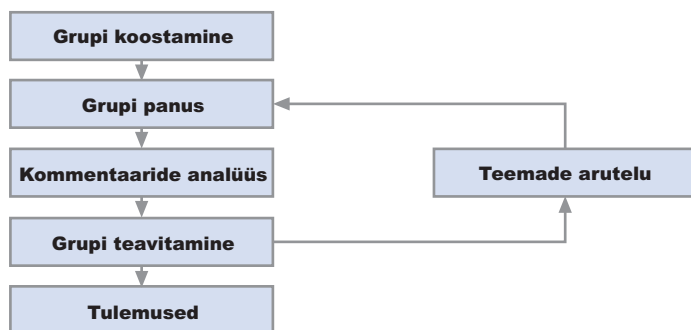 Grupi koostamine
Grupi panus
Kommentaaride analüüs
Teemade arutelu
Grupi teavitamine
Tulemused